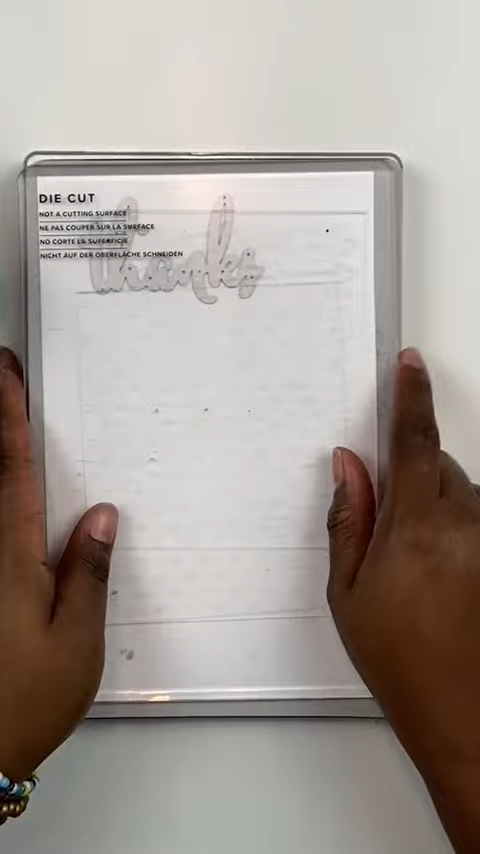 DIE CUT
NOT A CUTTING SURFACE
NE PAS COUPER SUR LA SURFACE
NO CORTE LA SUPERFICIE
NICHT AUF DER OBERFLÄCHE SCHNEIDEN
thanks